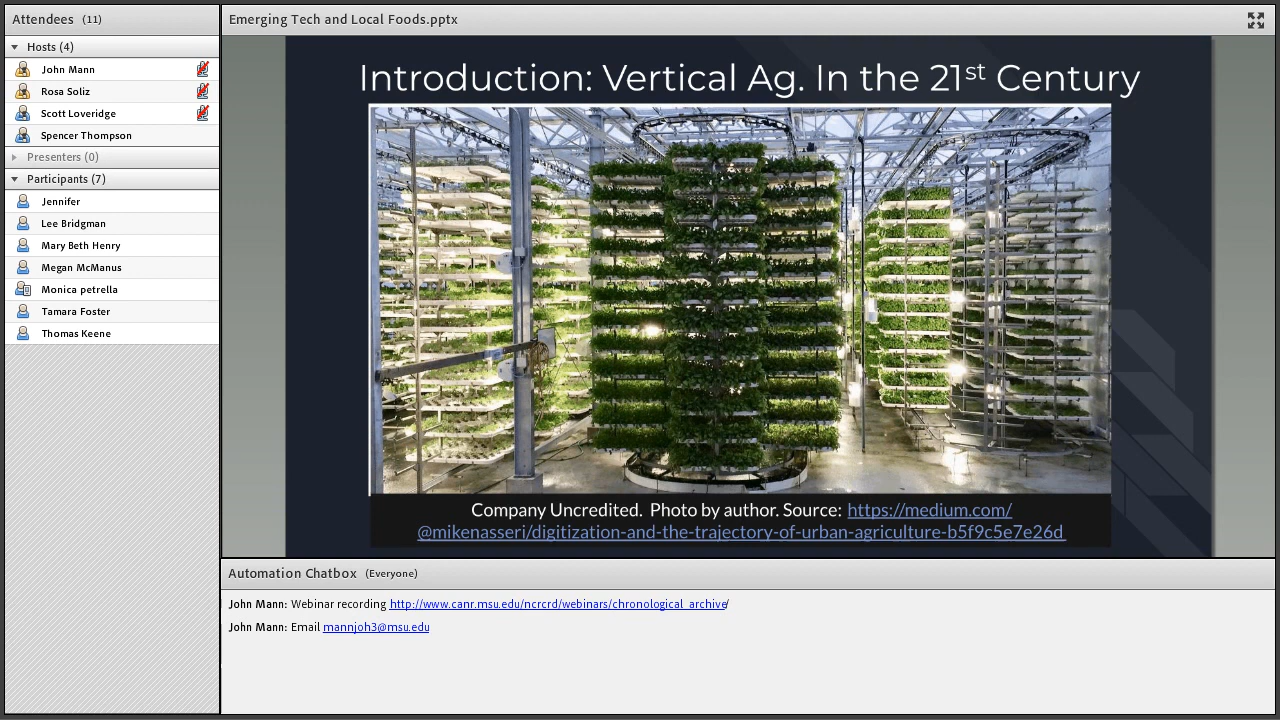 Attendees (11)
Hosts (4)
John Mann
Rosa Soliz
Scott Loveridge
Spencer Thompson
Presenters (0)
Participants (7)
Jennifer
Lee Bridgman
Mary Beth Henry
Megan McManus
Monica petrella
Tamara Foster
Thomas Keene
Emerging Tech and Local Foods.pptx
Introduction: Vertical Ag. In the 21st Century
Company Uncredited. Photo by author. Source: https://medium.com/
@mikenasseri/digitization-and-the-trajectory-of-urban-agriculture-b5f9c5e7e26d
Automation Chatbox (Everyone)
John Mann: Webinar recording http://www.canr.msu.edu/ncrcrd/webinars/chronological_archive/
John Mann: Email mannjoh3@msu.edu